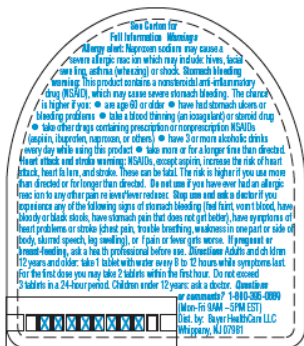 See Carton for
Full Information Warnings
Allergy alert: Naproxen sodium may cause a
severe allergic reaction which may include: hives, facial
swelling, asthma (wheezing) or shock. Stomach bleeding
warning: This product contains a nonsteroidal anti-inflammatory
drug (NSAID), which may cause severe stomach bleeding. The chance
is higher if you: ● are age 60 or older ● have had stomach ulcers or
bleeding problems ● take a blood thinning (anticoagulant) or steroid drug
● take other drugs containing prescription or nonprescription NSAIDs
(aspin, ibuprofen, naproxen, or others) ● have 3 or more alcoholic drinks
every day while using this product ● take more or for a longer time than directed.
Heart attack and stroke warning: NSAIDs, except aspirin, increase the risk of heart
attack, heart failure, and stroke. These can be fatal. The risk is higher if you use more
than directed or for longer than directed. Do not use if you have ever had an allergic
reaction to any other pain reliever/fever reducer. Stop use and ask a doctor if you
experience any of the following signs of stomach bleeding (feel faint, vomit blood, have
bloody or black stools, have stomach pain that does not get better), have symptoms of
heart problems or stroke (chest pain, trouble breathing, weakness in one part or side of
body, slurred speech, leg swelling), or if pain or fever gets worse. If pregnant or
breast-feeding, ask a health professional before use. Directions Adults and children
12 years and older: take 1 tablet with water every 8 to 12 hours while symptoms last.
For the first dose you may take 2 tablets within the first hour. Do not exceed
3 tablets in a 24-hour period. Children under 12 years: ask a doctor. Questions
or comments? 1-800-395-0689
(Mon-Fri 9AM –5PM EST)
Dist. by: Bayer HealthCare LLC
Whippany, NJ 07981